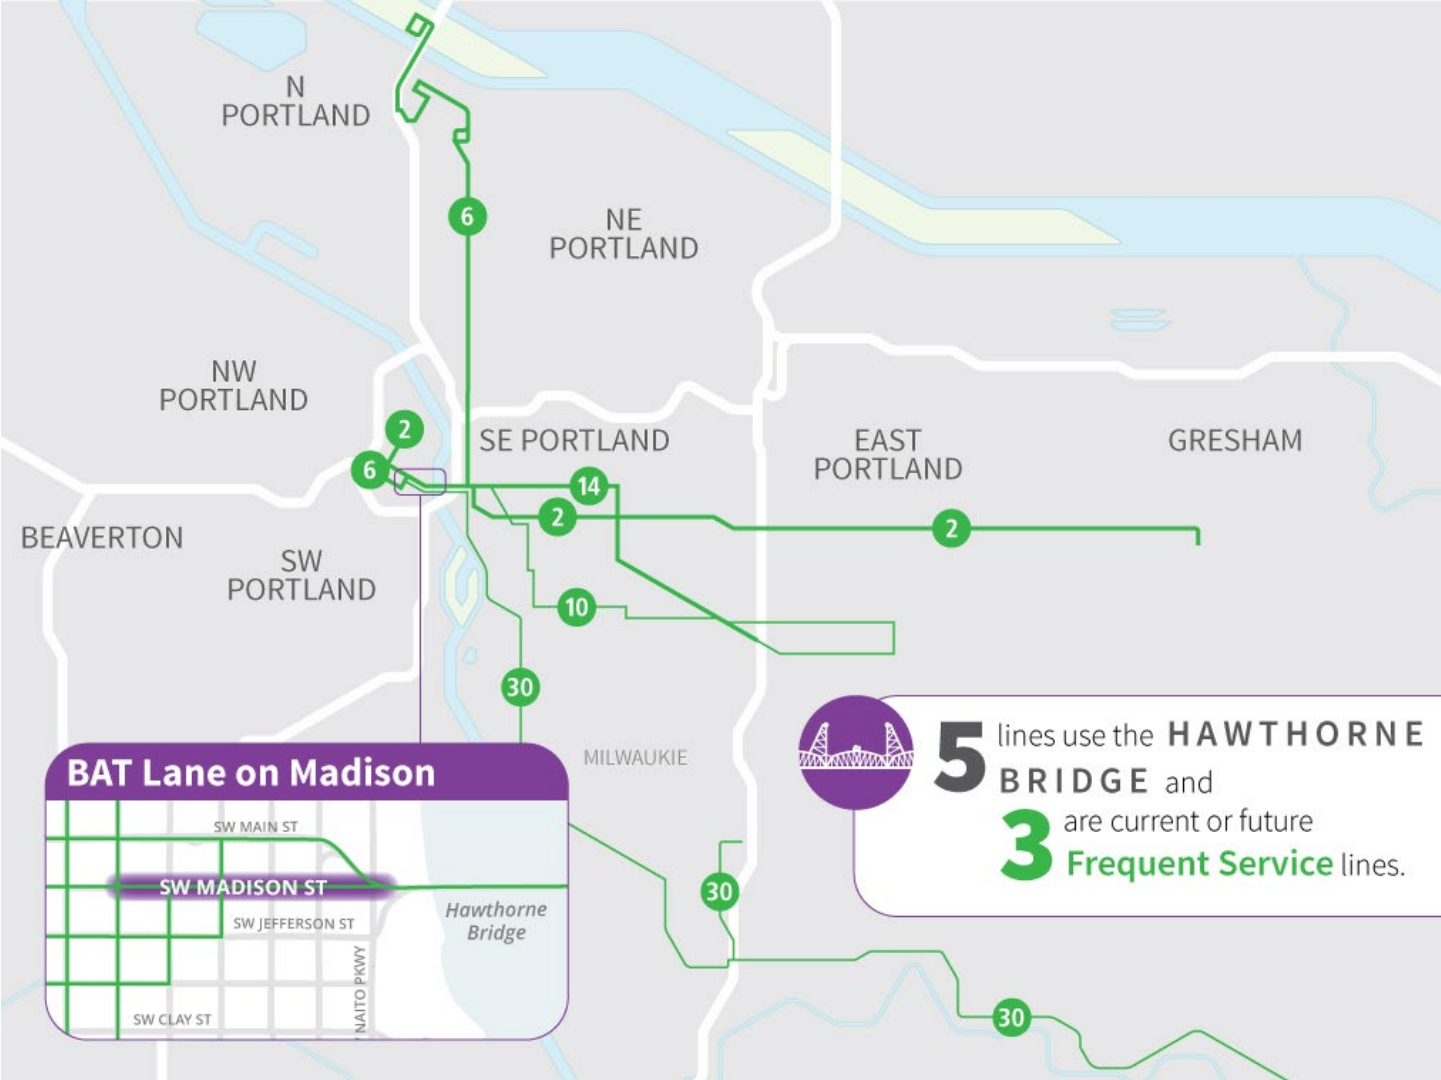 N
PORTLAND
6
NE
PORTLAND
NW
PORTLAND
2
6
SE PORTLAND
14
2
EAST
PORTLAND
GRESHAM
2
BEAVERTON
SW
PORTLAND
10
30
MILWAUKIE
30
30
BAT Lane on Madison
SW MAIN ST
SW MADISON ST
SW JEFFERSON ST
Hawthorne
Bridge
NAITO PKWY
SW CLAY ST
5 lines use the HAWTHORNE
BRIDGE and
3 are current or future
Frequent Service lines.